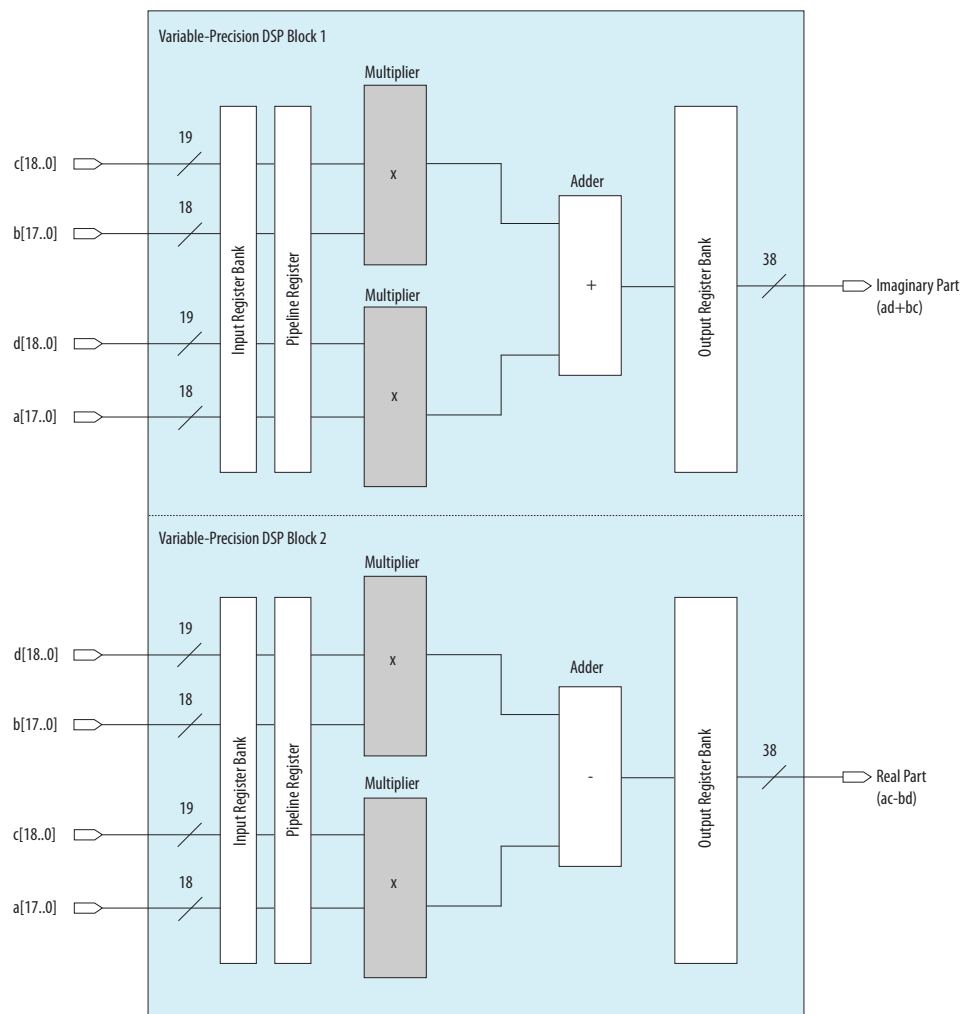 Variable-Precision DSP Block 1
Multiplier
19
c[18..0]
x
Adder
18
b[17..0]
Input Register Bank
Pipeline Register
Output Register Bank
38
+
Imaginary Part
(ad+bc)
Multiplier
19
d[18..0]
18
a[17..0]
x
Variable-Precision DSP Block 2
Multiplier
19
d[18..0]
x
Adder
18
b[17..0]
Input Register Bank
Pipeline Register
Output Register Bank
38
-
Real Part
(ac-bd)
Multiplier
19
c[18..0]
18
a[17..0]
x